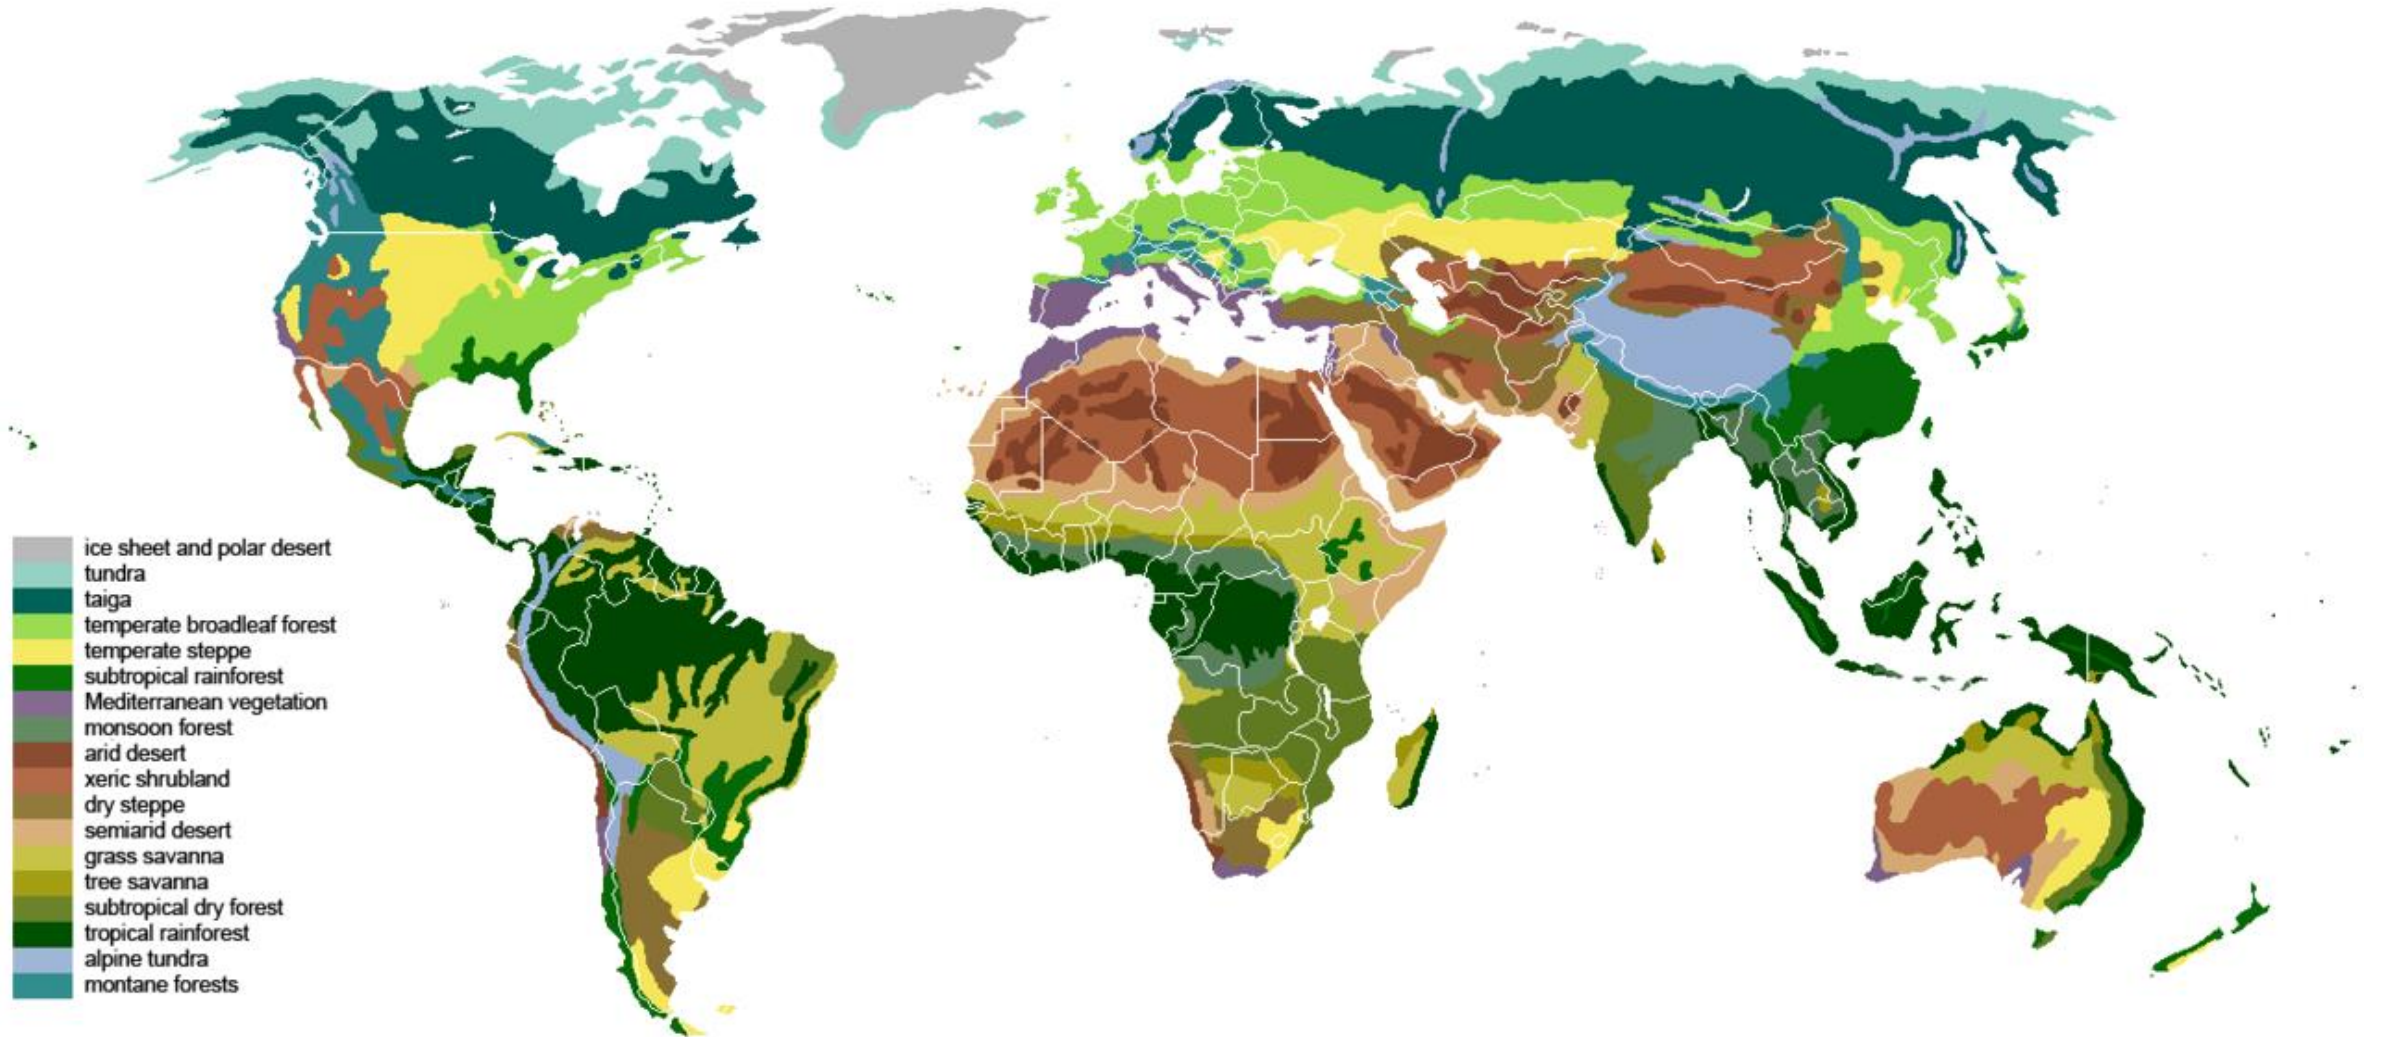 ice sheet and polar desert
tundra
taiga
temperate broadleaf forest
temperate steppe
subtropical rainforest
Mediterranean vegetation
monsoon forest
arid desert
xeric shrubland
dry steppe
semiarid desert
grass savanna
tree savanna
subtropical dry forest
tropical rainforest
alpine tundra
montane forests